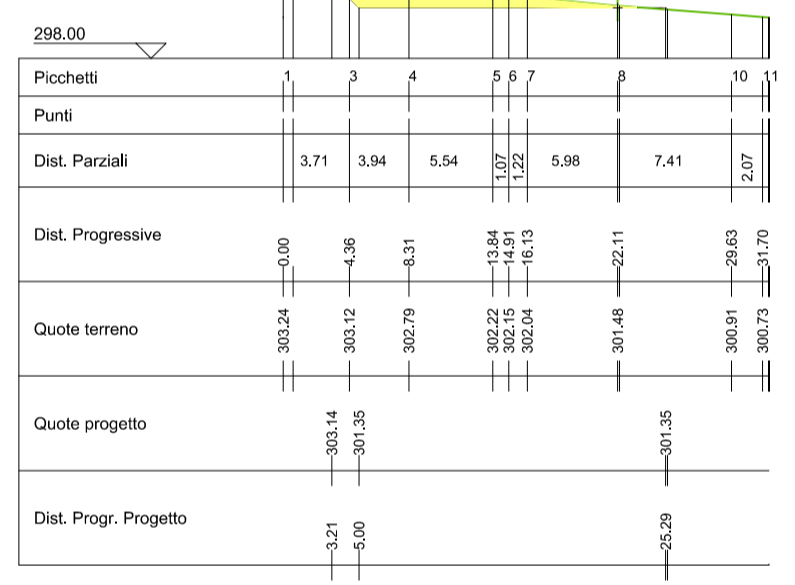 298.00
Picchetti 1 3 4 5 6 7 8 10 11
Punti
Dist. Parziali 3.71 3.94 5.54 1.07 1.22 5.98 7.41 2.07
Dist. Progressive 0.00 4.36 8.31 13.84 14.91 16.13 22.11 29.63 31.70
Quote terreno 303.24 303.12 302.79 302.22 302.15 302.04 301.48 300.91 300.73
Quote progetto 303.14 301.35 301.35
Dist. Progr. Progetto 3.21 5.00 25.29